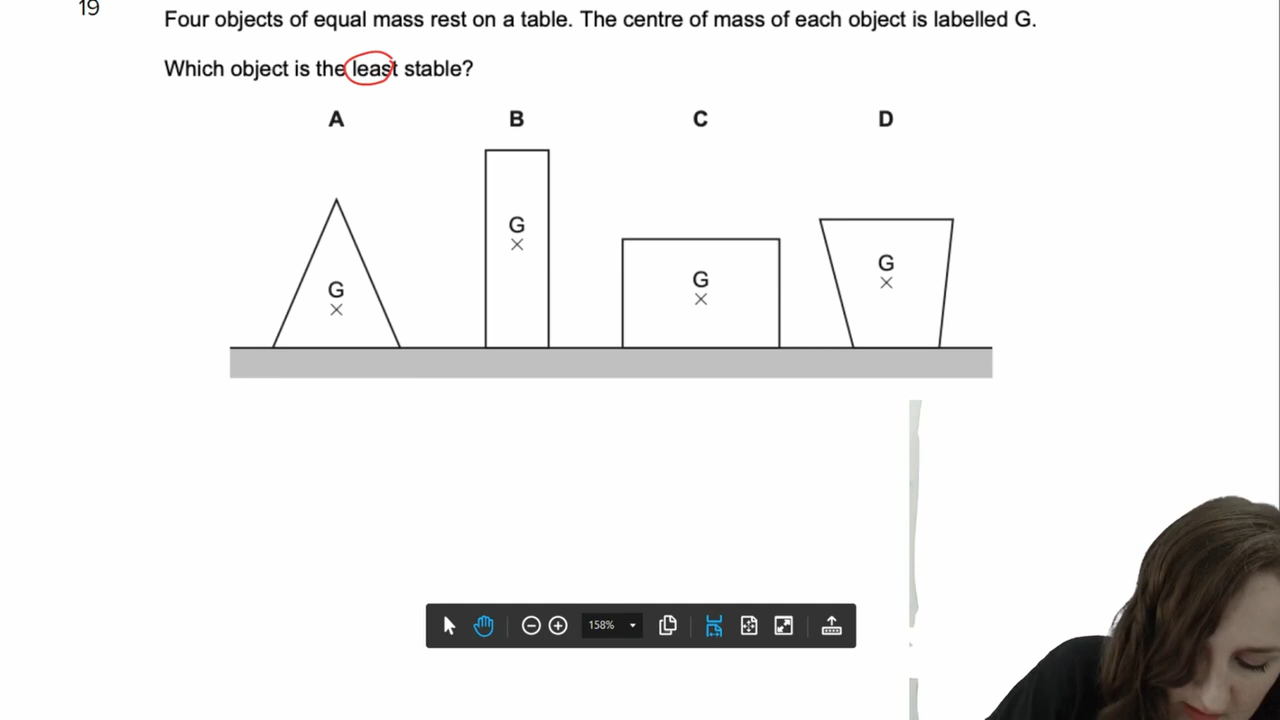 19
Four objects of equal mass rest on a table. The centre of mass of each object is labelled G.
Which object is the least stable?
A B C D
G G G G
158%